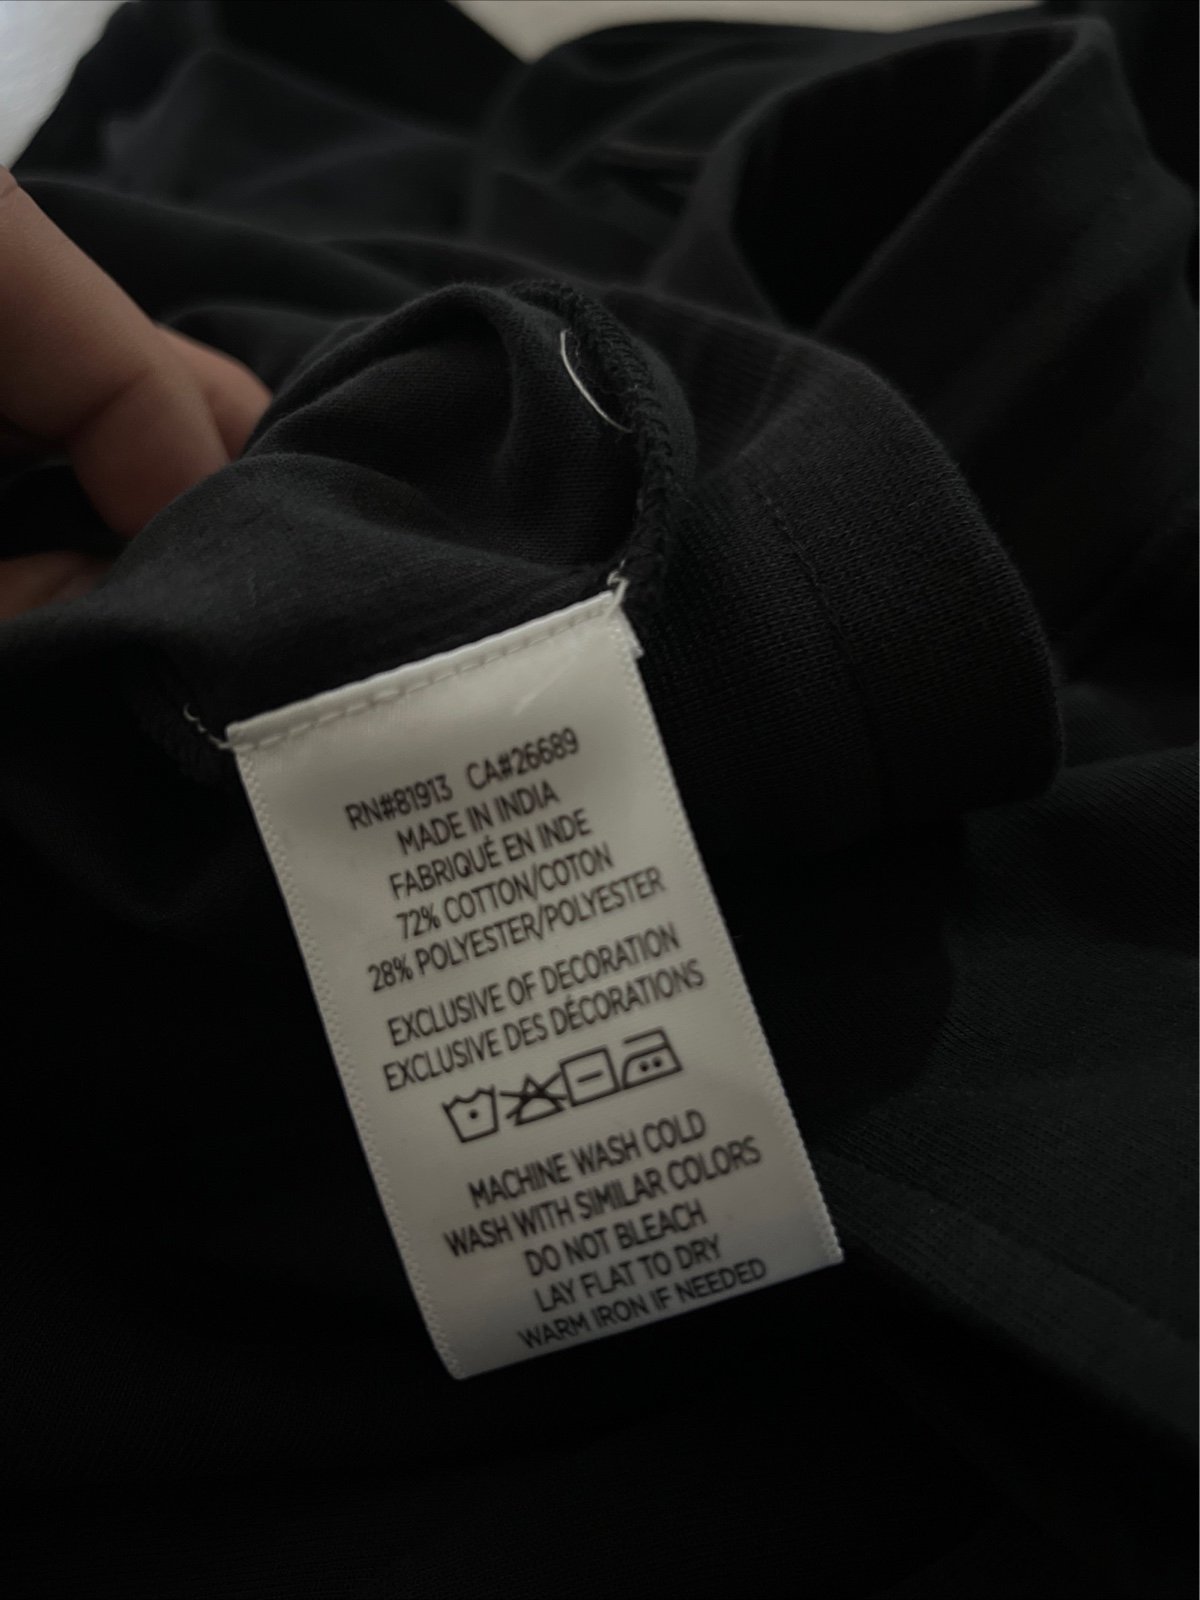 RN#81913 CA#26689
MADE IN INDIA
FABRIQUÉ EN INDE
72% COTTON/COTON
28% POLYESTER/POLYESTER
EXCLUSIVE OF DECORATION
EXCLUSIVE DES DÉCORATIONS
MACHINE WASH COLD
WASH WITH SIMILAR COLORS
DO NOT BLEACH
LAY FLAT TO DRY
WARM IRON IF NEEDED